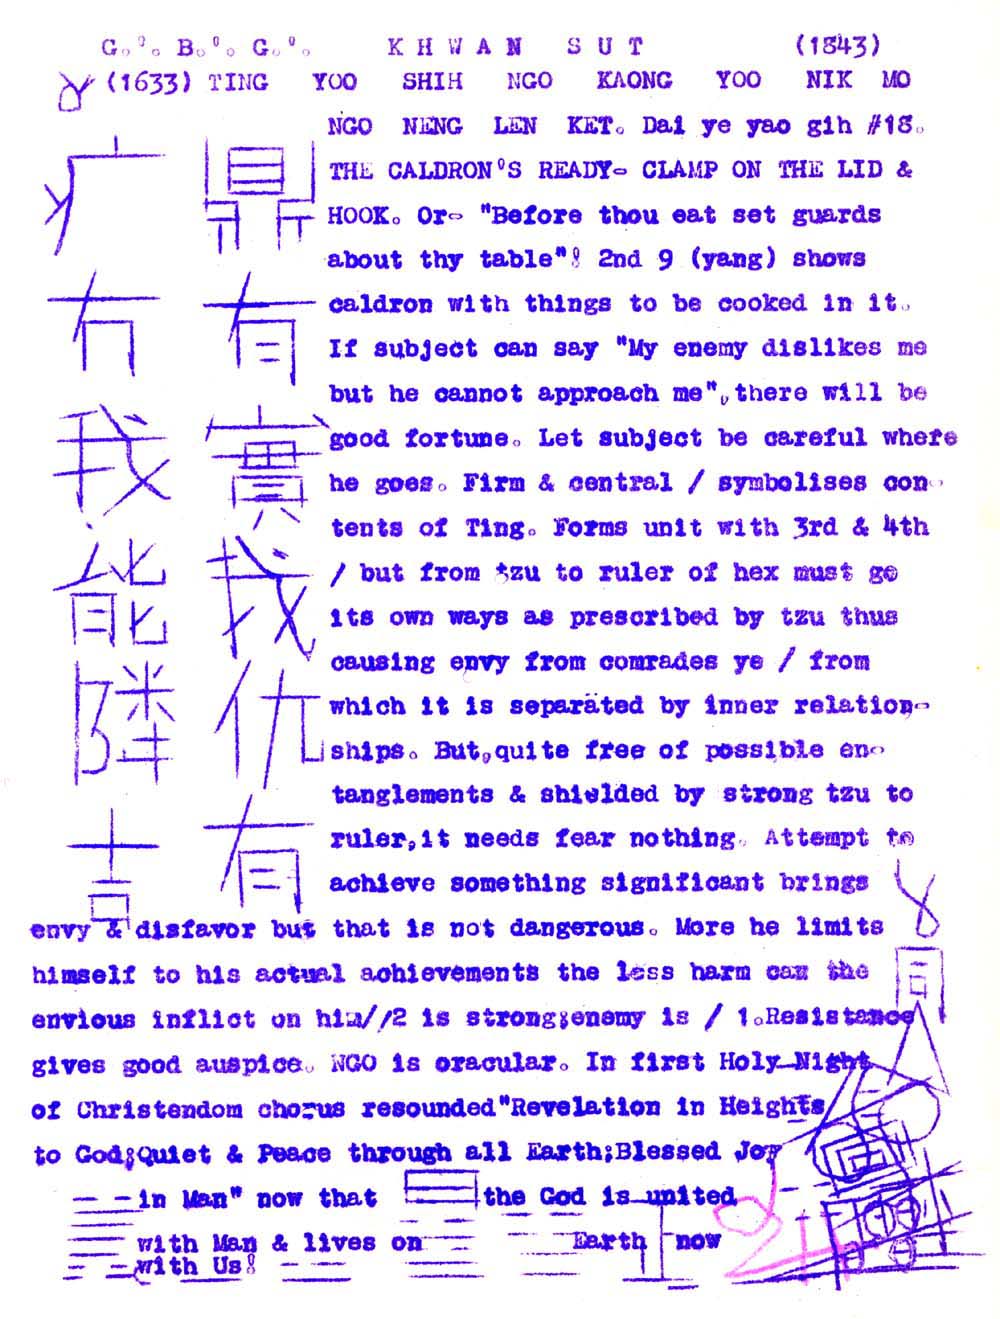 G.°. B.°. G.°. KHWAN SUT (1843)
(1633) TING YOO SHIH NGO KAONG YOO NIK MO
NGO NENG LEN KET. Dai ye yao gih #18.
THE CALDRON'S READY- CLAMP ON THE LID &
HOOK. Or- "Before thou eat set guards
about thy table"! 2nd 9 (yang) shows
caldron with things to be cooked in it.
If subject can say "My enemy dislikes me
but he cannot approach me", there will be
good fortune. Let subject be careful where
he goes. Firm & central / symbolises con-
tents of Ting. Forms unit with 3rd & 4th
/ but from tzu to ruler of hex must go
its own ways as prescribed by tzu thus
causing envy from comrades ye / from
which it is separated by inner relation-
ships. But,quite free of possible en-
tanglements & shielded by strong tzu to
ruler,it needs fear nothing. Attempt to
achieve something significant brings
鼎有實我仇有
我能隣吉
envy & disfavor but that is not dangerous. More he limits
himself to his actual achievements the less harm can the
envious inflict on him//2 is strong;enemy is / 1.Resistance
gives good auspice. NGO is oracular. In first Holy Night
of Christendom chorus resounded"Revelation in Heights
to God;Quiet & Peace through all Earth;Blessed Joy
in Man" now that the God is united
with Man & lives on Earth now
with Us!